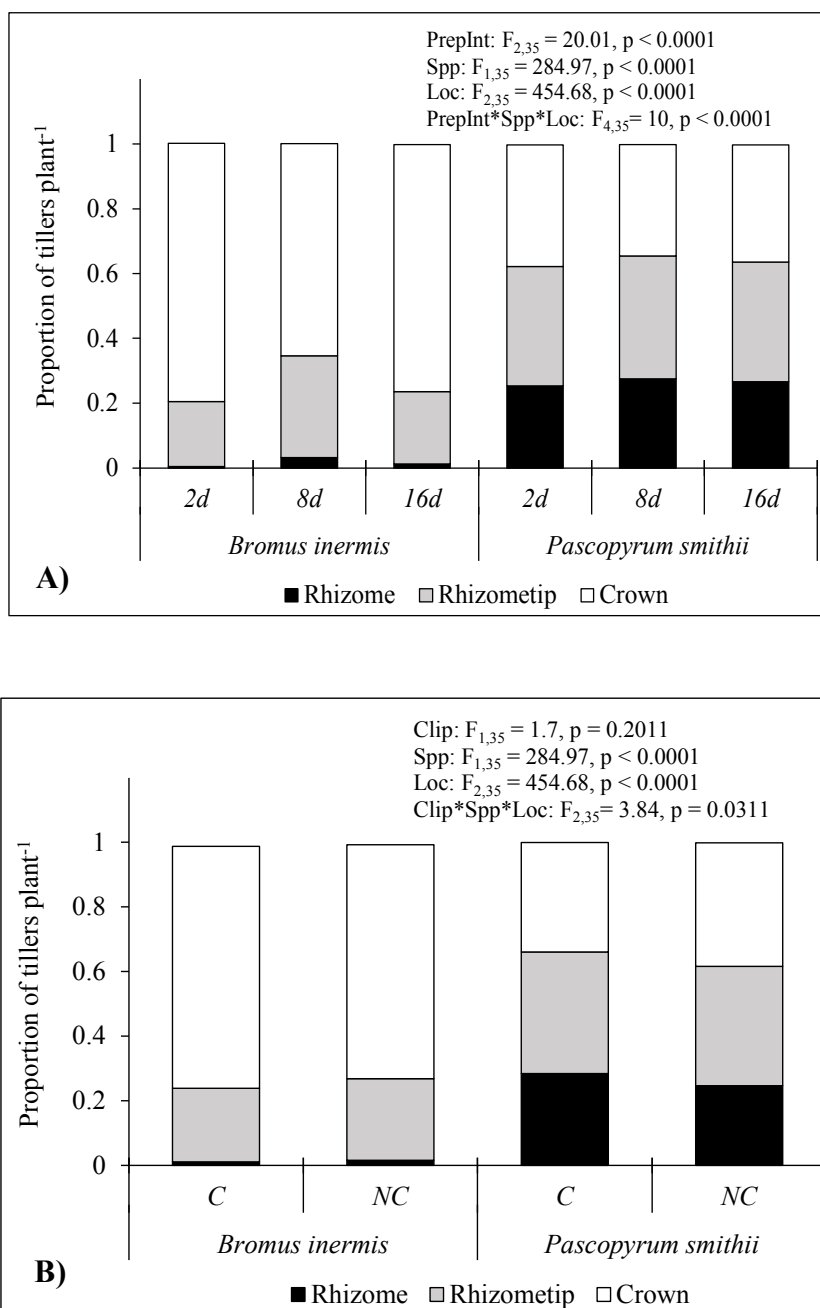 PrepInt: F2,35 = 20.01, p < 0.0001
Spp: F1,35 = 284.97, p < 0.0001
Loc: F2,35 = 454.68, p < 0.0001
PrepInt*Spp*Loc: F4,35= 10, p < 0.0001
Proportion of tillers plant-1
1
0.8
0.6
0.4
0.2
0
2d 8d 16d 2d 8d 16d
Bromus inermis Pascopyrum smithii
A)
Rhizome Rhizometip Crown
Clip: F1,35 = 1.7, p = 0.2011
Spp: F1,35 = 284.97, p < 0.0001
Loc: F2,35 = 454.68, p < 0.0001
Clip*Spp*Loc: F2,35= 3.84, p = 0.0311
Proportion of tillers plant-1
1
0.8
0.6
0.4
0.2
0
C NC C NC
Bromus inermis Pascopyrum smithii
B)
Rhizome Rhizometip Crown